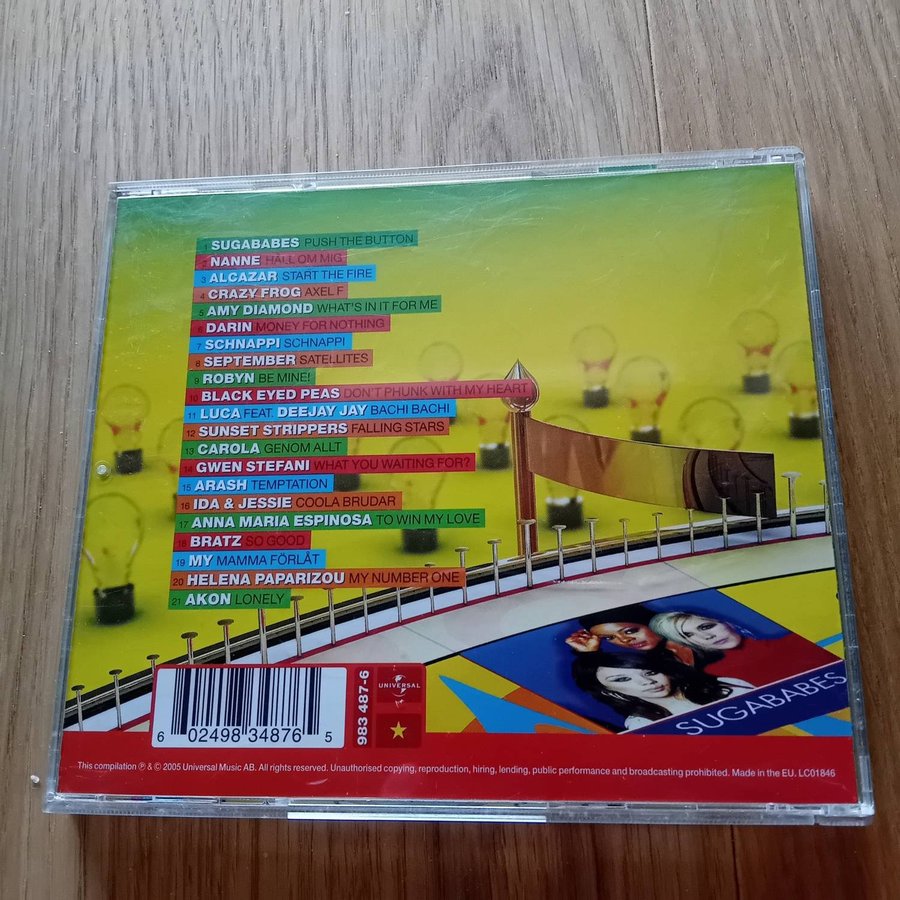 1 SUGABABES PUSH THE BUTTON
2 NANNE HÅLL OM MIG
3 ALCAZAR START THE FIRE
4 CRAZY FROG AXEL F
5 AMY DIAMOND WHAT'S IN IT FOR ME
6 DARIN MONEY FOR NOTHING
7 SCHNAPPI SCHNAPPI
8 SEPTEMBER SATELLITES
9 ROBYN BE MINE!
10 BLACK EYED PEAS DON'T PHUNK WITH MY HEART
11 LUCA FEAT. DEEJAY JAY BACHI BACHI
12 SUNSET STRIPPERS FALLING STARS
13 CAROLA GENOM ALLT
14 GWEN STEFANI WHAT YOU WAITING FOR?
15 ARASH TEMPTATION
16 IDA & JESSIE COOLA BRUDAR
17 ANNA MARIA ESPINOSA TO WIN MY LOVE
18 BRATZ SO GOOD
19 MY MAMMA FÖRLÅT
20 HELENA PAPARIZOU MY NUMBER ONE
21 AKON LONELY
SUGABABES
6 02498 34876 5
983 487-6
UNIVERSAL
This compilation ℗ & © 2005 Universal Music AB. All rights reserved. Unauthorised copying, reproduction, hiring, lending, public performance and broadcasting prohibited. Made in the EU. LC01846